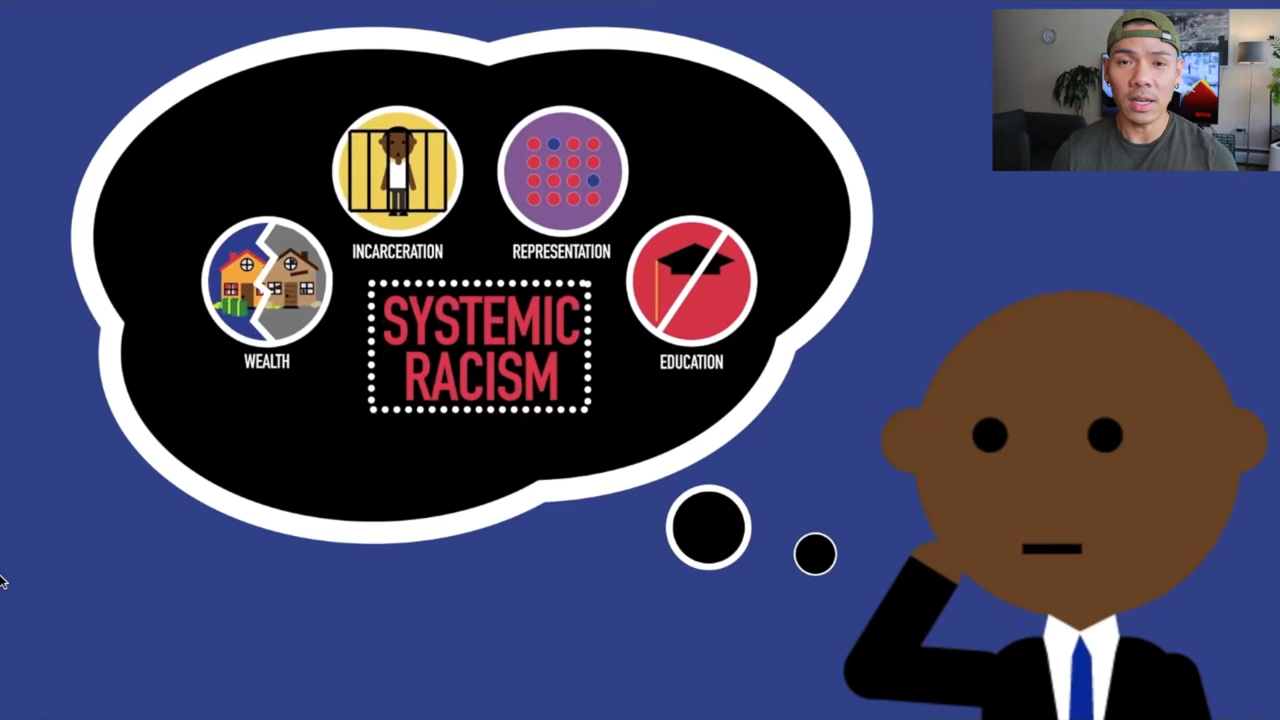 INCARCERATION
REPRESENTATION
WEALTH
SYSTEMIC
RACISM
EDUCATION